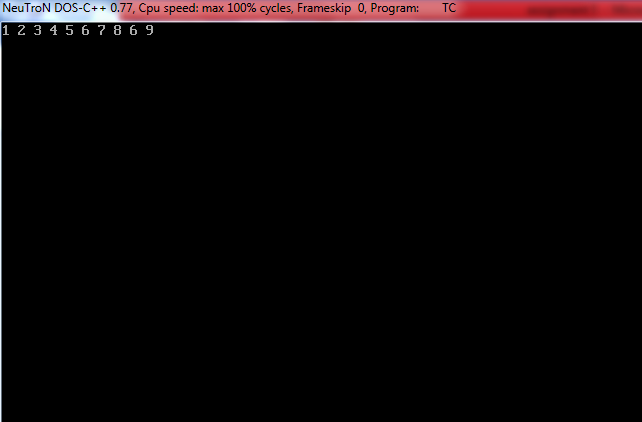 NeuTroN DOS-C++ 0.77, Cpu speed: max 100% cycles, Frameskip 0, Program: TC
1 2 3 4 5 6 7 8 6 9